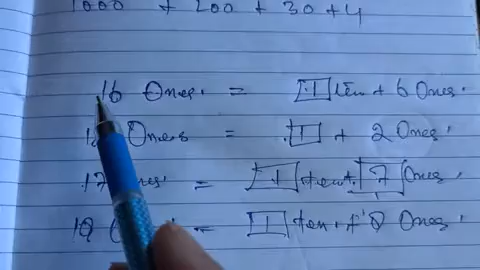 1000 + 200 + 30 + 4
16 Ones = 1 ten + 6 Ones.
Ones = 1 + 2 Ones.
17 = 1 ten + 7 Ones.
18 = 1 ten + 8 Ones.